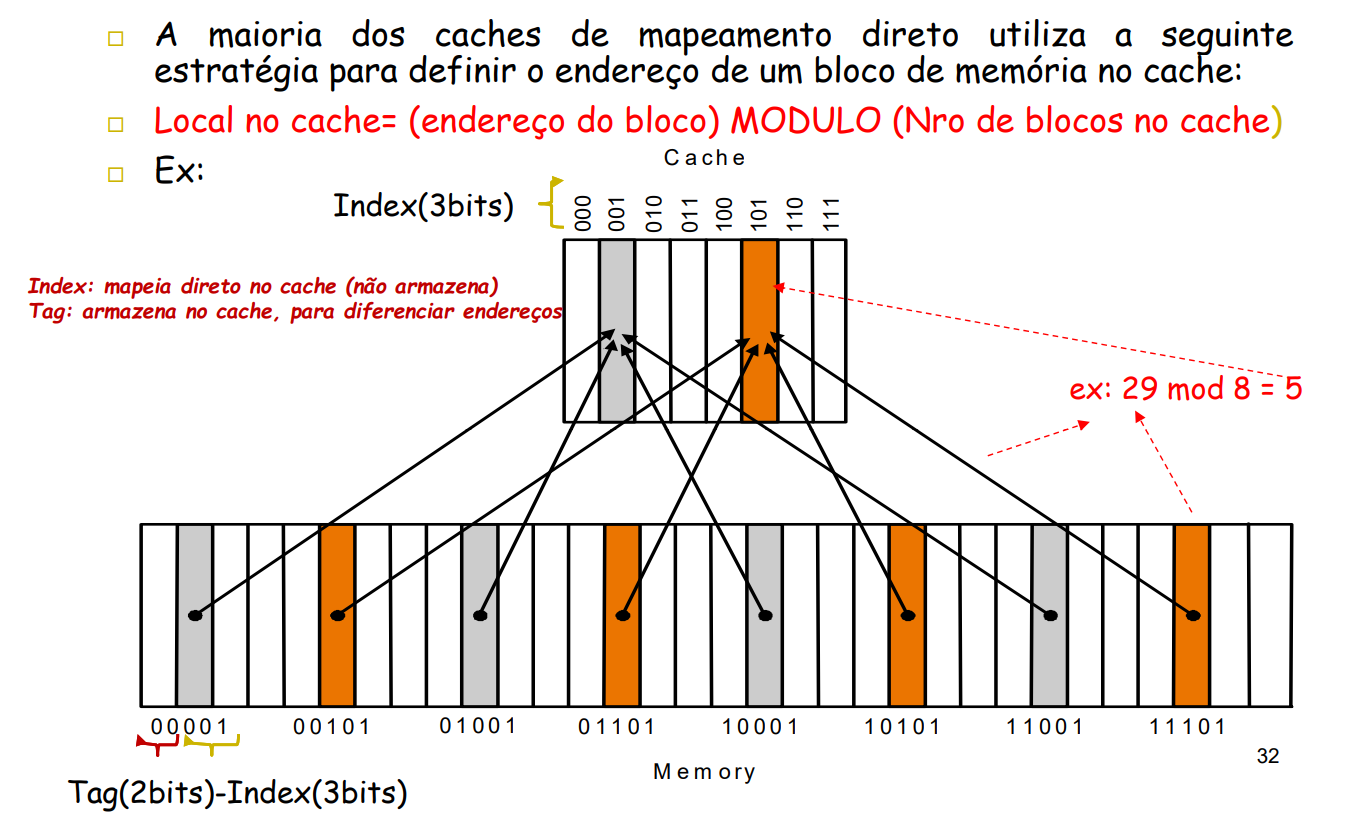 A maioria dos caches de mapeamento direto utiliza a seguinte
estratégia para definir o endereço de um bloco de memória no cache:
Local no cache= (endereço do bloco) MODULO (Nro de blocos no cache)
Ex:
Cache
Index(3bits)
000 001 010 011 100 101 110 111
Index: mapeia direto no cache (não armazena)
Tag: armazena no cache, para diferenciar endereços
ex: 29 mod 8 = 5
00001 00101 01001 01101 10001 10101 11001 11101
Memory
32
Tag(2bits)-Index(3bits)